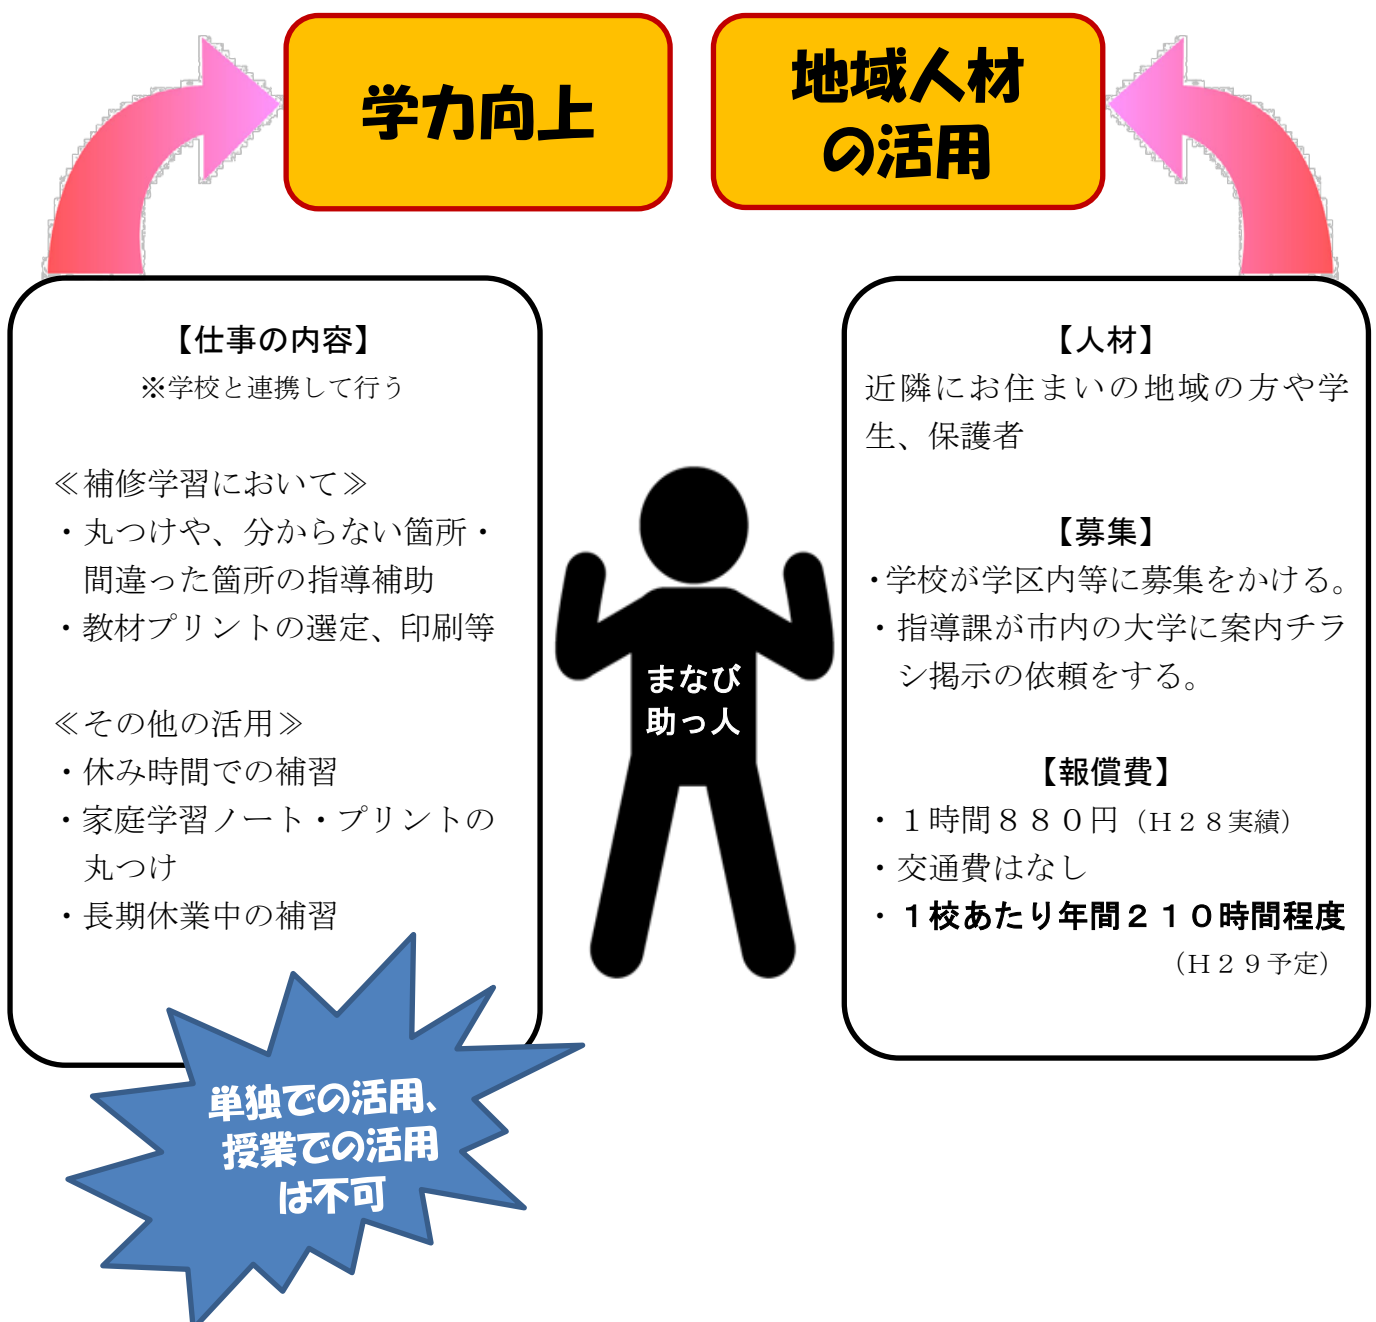 学力向上
地域人材
の活用
【仕事の内容】
※学校と連携して行う
≪補修学習において≫
・丸つけや、分からない箇所・
間違った箇所の指導補助
・教材プリントの選定、印刷等
≪その他の活用≫
・休み時間での補習
・家庭学習ノート・プリントの
丸つけ
・長期休業中の補習
単独での活用、
授業での活用
は不可
まなび
助っ人
【人材】
近隣にお住まいの地域の方や学
生、保護者
【募集】
・学校が学区内等に募集をかける。
・指導課が市内の大学に案内チラ
シ掲示の依頼をする。
【報償費】
・１時間８８０円（Ｈ２８実績）
・交通費はなし
・１校あたり年間２１０時間程度
（Ｈ２９予定）